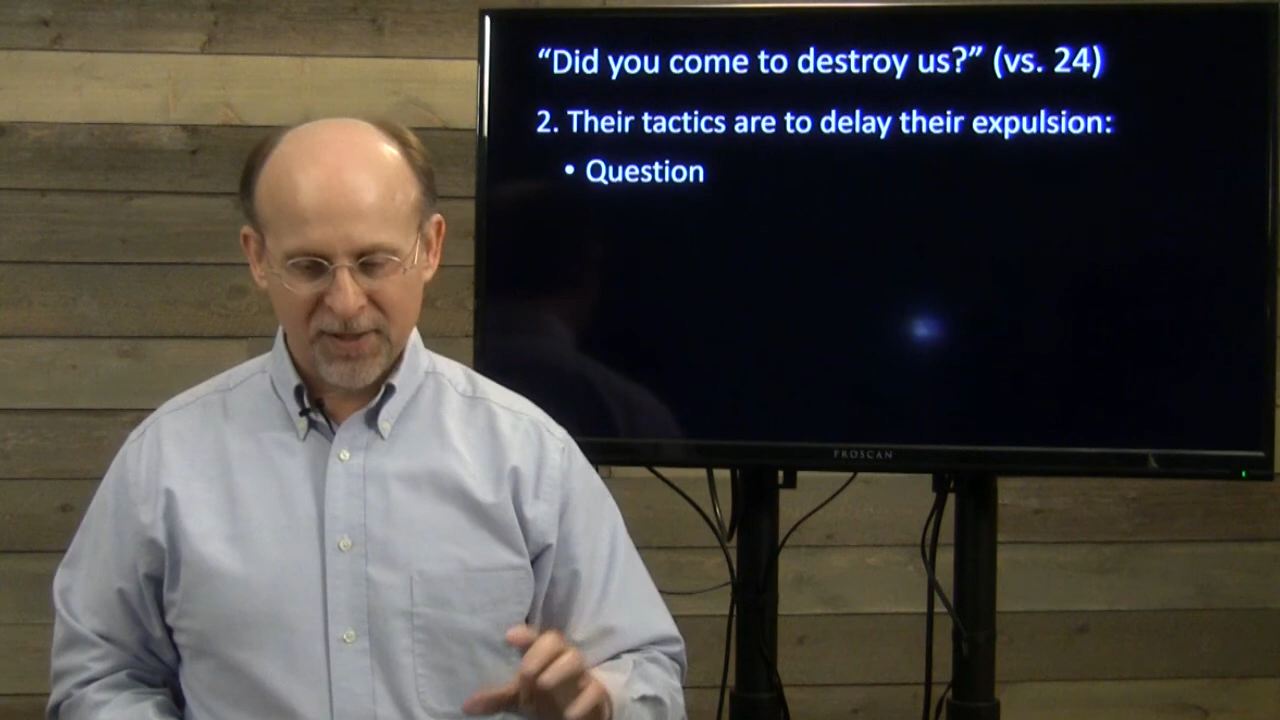 “Did you come to destroy us?” (vs. 24)
2. Their tactics are to delay their expulsion:
• Question
PROSCAN